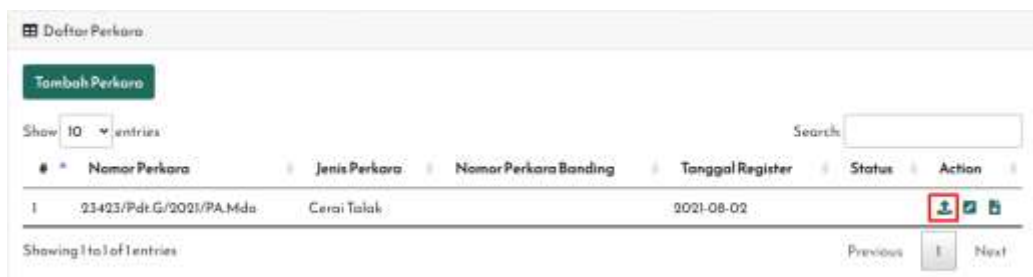 Daftar Perkara
Tambah Perkara
Show 10 entries
Search:
# Nomor Perkara Jenis Perkara Nomor Perkara Banding Tanggal Register Status Action
1 23423/Pdt.G/2021/PA.Mdo Cerai Talak 2021-08-02
Showing 1 to 1 of 1 entries
Previous 1 Next